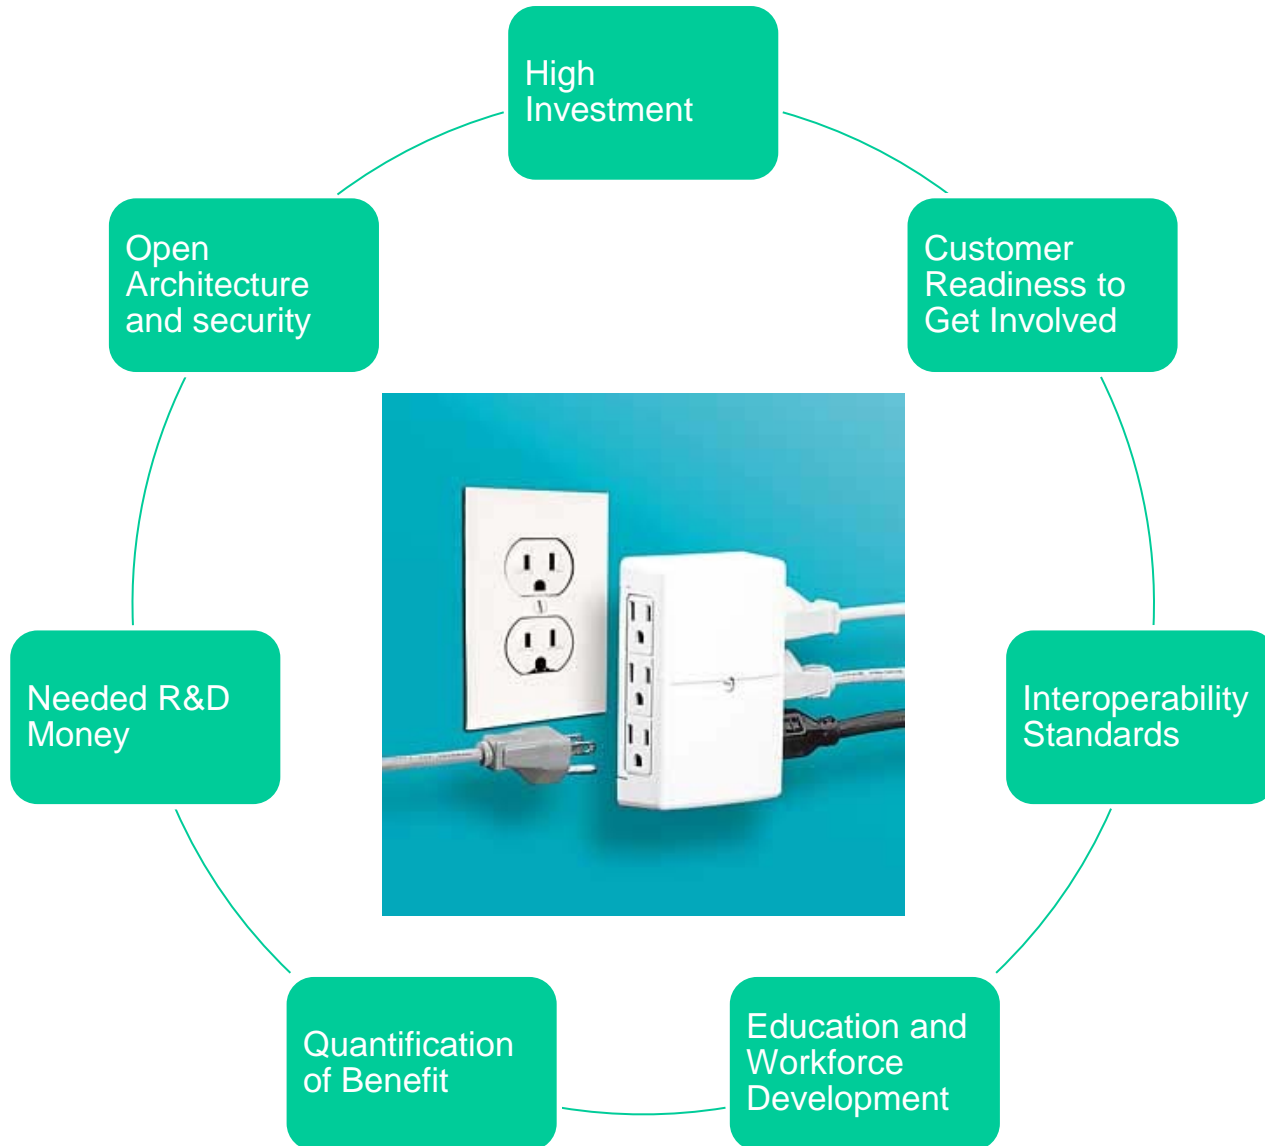 High
Investment
Customer
Readiness to
Get Involved
Interoperability
Standards
Education and
Workforce
Development
Quantification
of Benefit
Needed R&D
Money
Open
Architecture
and security